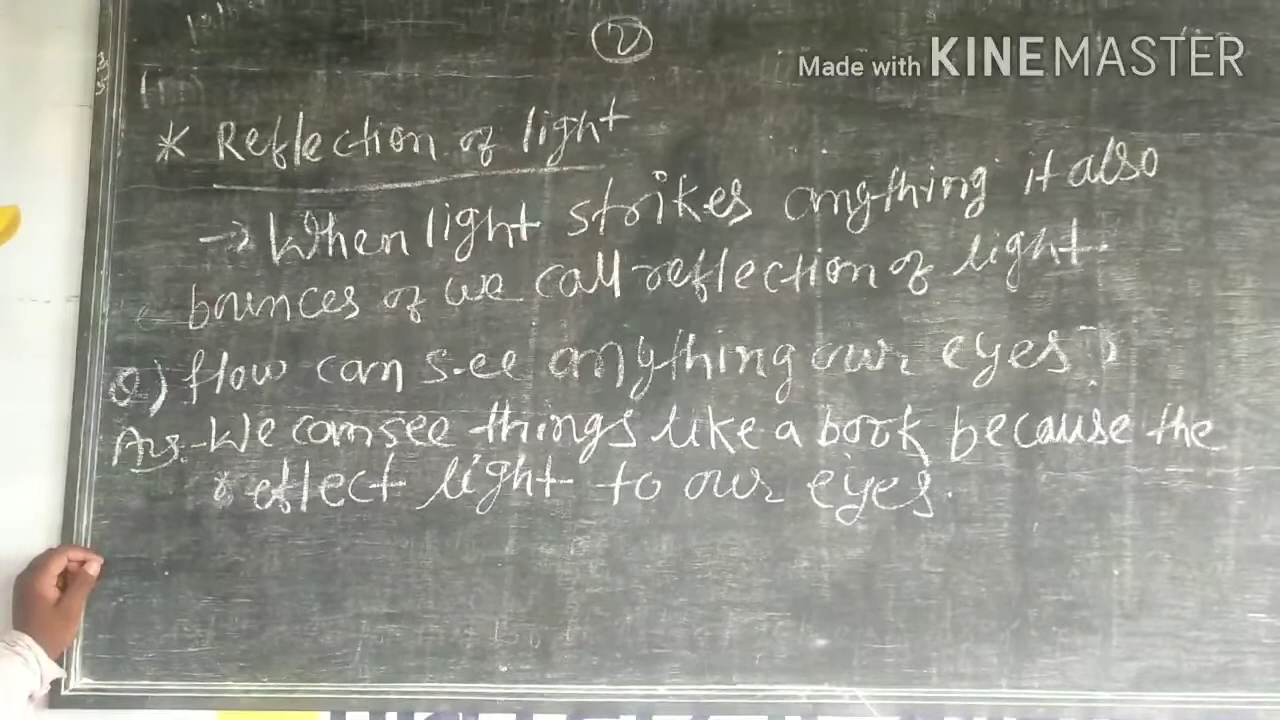 2
Made with KINEMASTER
* Reflection of light
→ When light strikes anything it also
bounces of we call reflection of light.
Q) How can see anything our eyes?
Ans.- We can see things like a book because the
reflect light to our eyes.